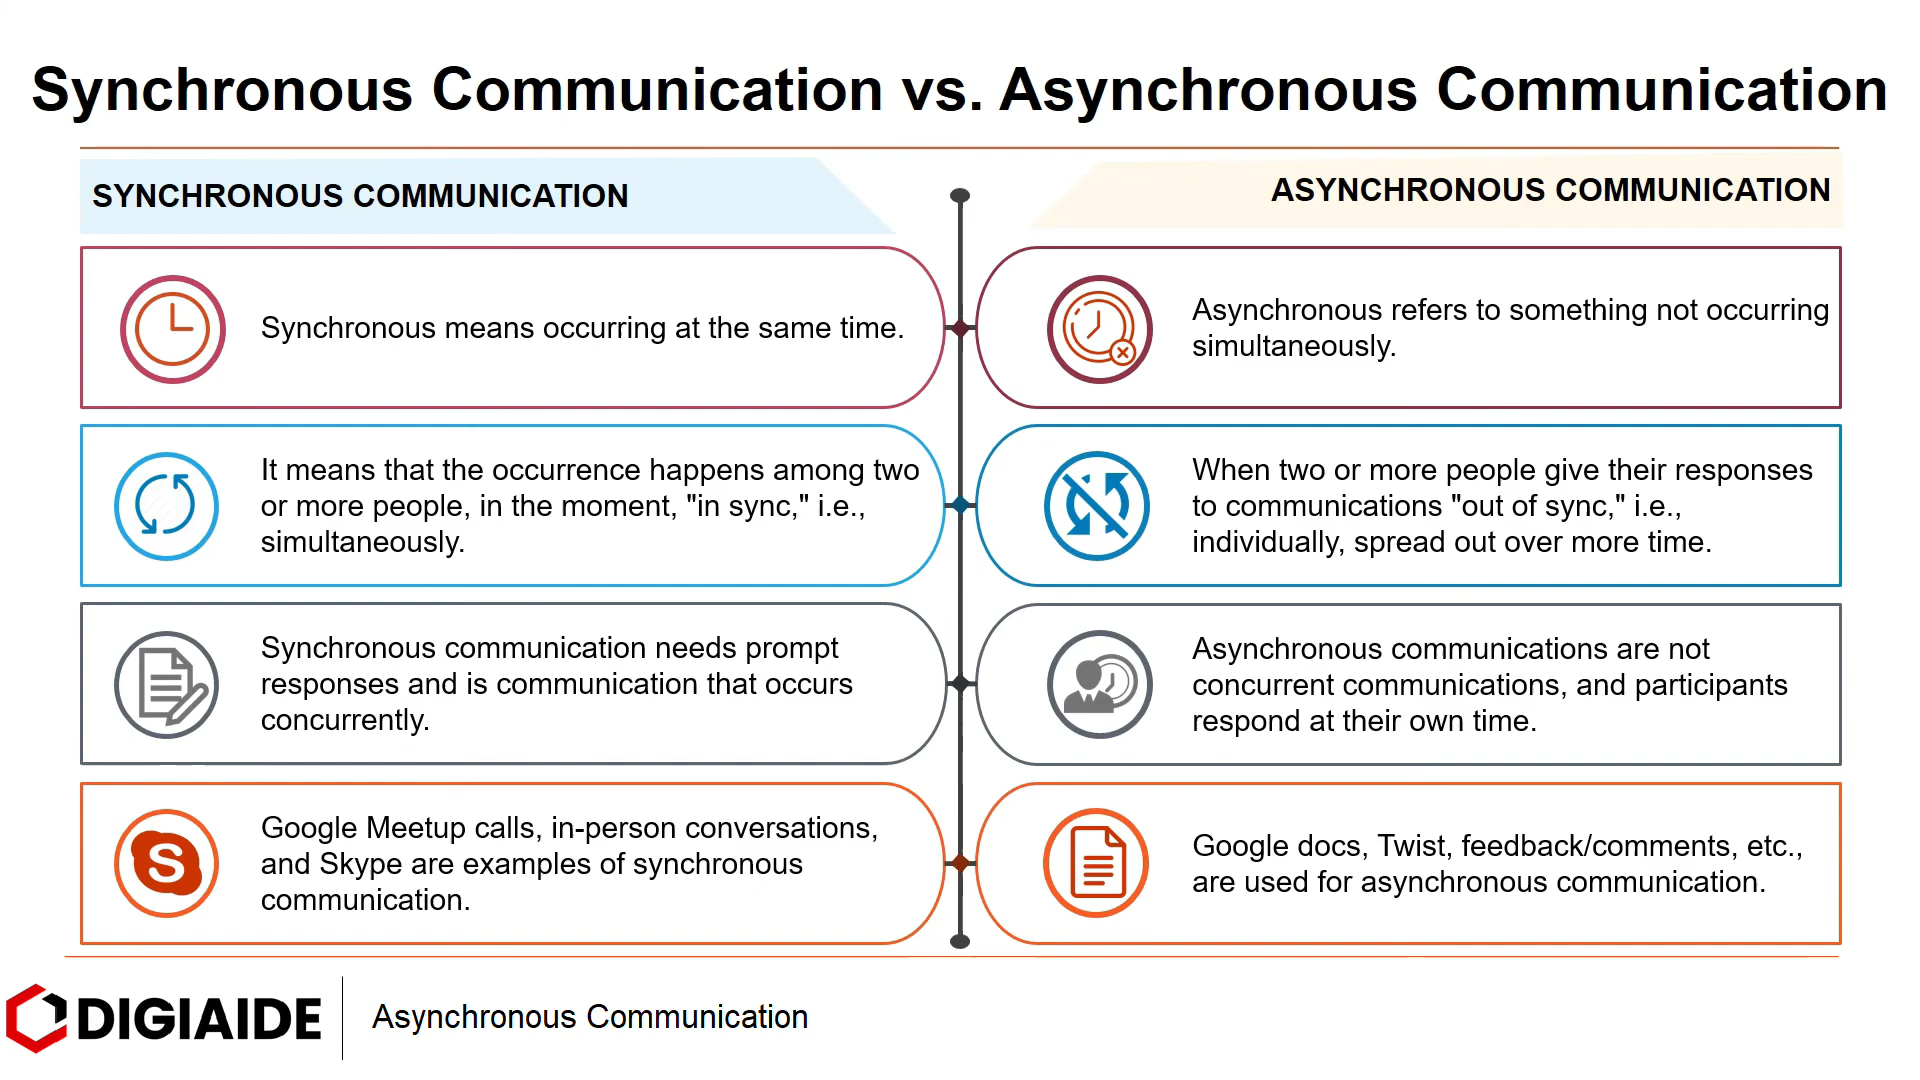 Synchronous Communication vs. Asynchronous Communication
SYNCHRONOUS COMMUNICATION
Synchronous means occurring at the same time.
It means that the occurrence happens among two
or more people, in the moment, "in sync," i.e.,
simultaneously.
Synchronous communication needs prompt
responses and is communication that occurs
concurrently.
S
Google Meetup calls, in-person conversations,
and Skype are examples of synchronous
communication.
ASYNCHRONOUS COMMUNICATION
Asynchronous refers to something not occurring
simultaneously.
When two or more people give their responses
to communications "out of sync," i.e.,
individually, spread out over more time.
Asynchronous communications are not
concurrent communications, and participants
respond at their own time.
Google docs, Twist, feedback/comments, etc.,
are used for asynchronous communication.
DIGIAIDE
Asynchronous Communication